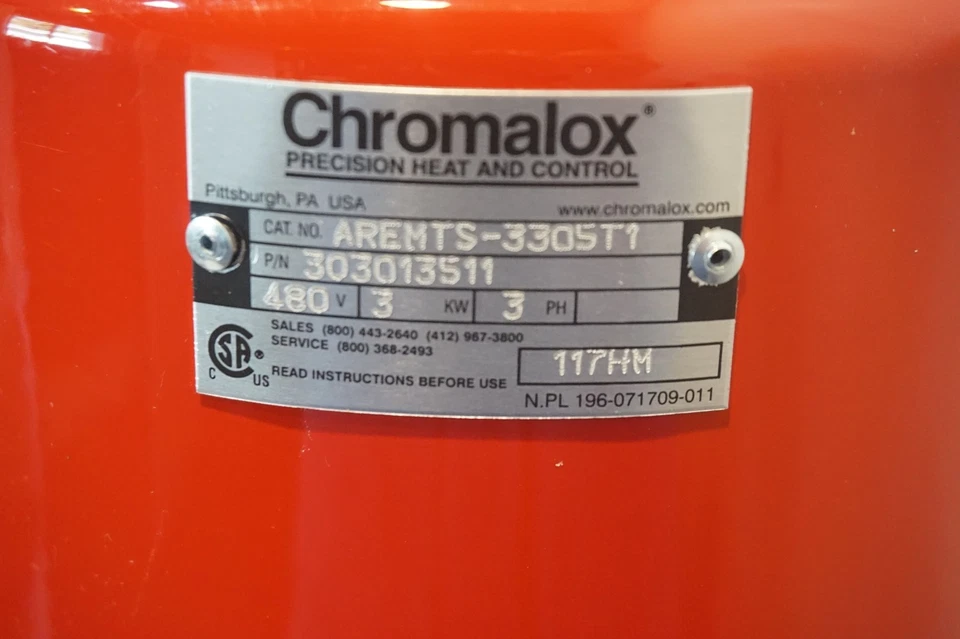 Chromalox®
PRECISION HEAT AND CONTROL
Pittsburgh, PA USA www.chromalox.com
CAT. NO. AREMTS-3305T1
P/N 303013511
480 V 3 KW 3 PH
SALES (800) 443-2640 (412) 967-3800
SERVICE (800) 368-2493
CSA® C US
READ INSTRUCTIONS BEFORE USE 117HM
N.PL 196-071709-011